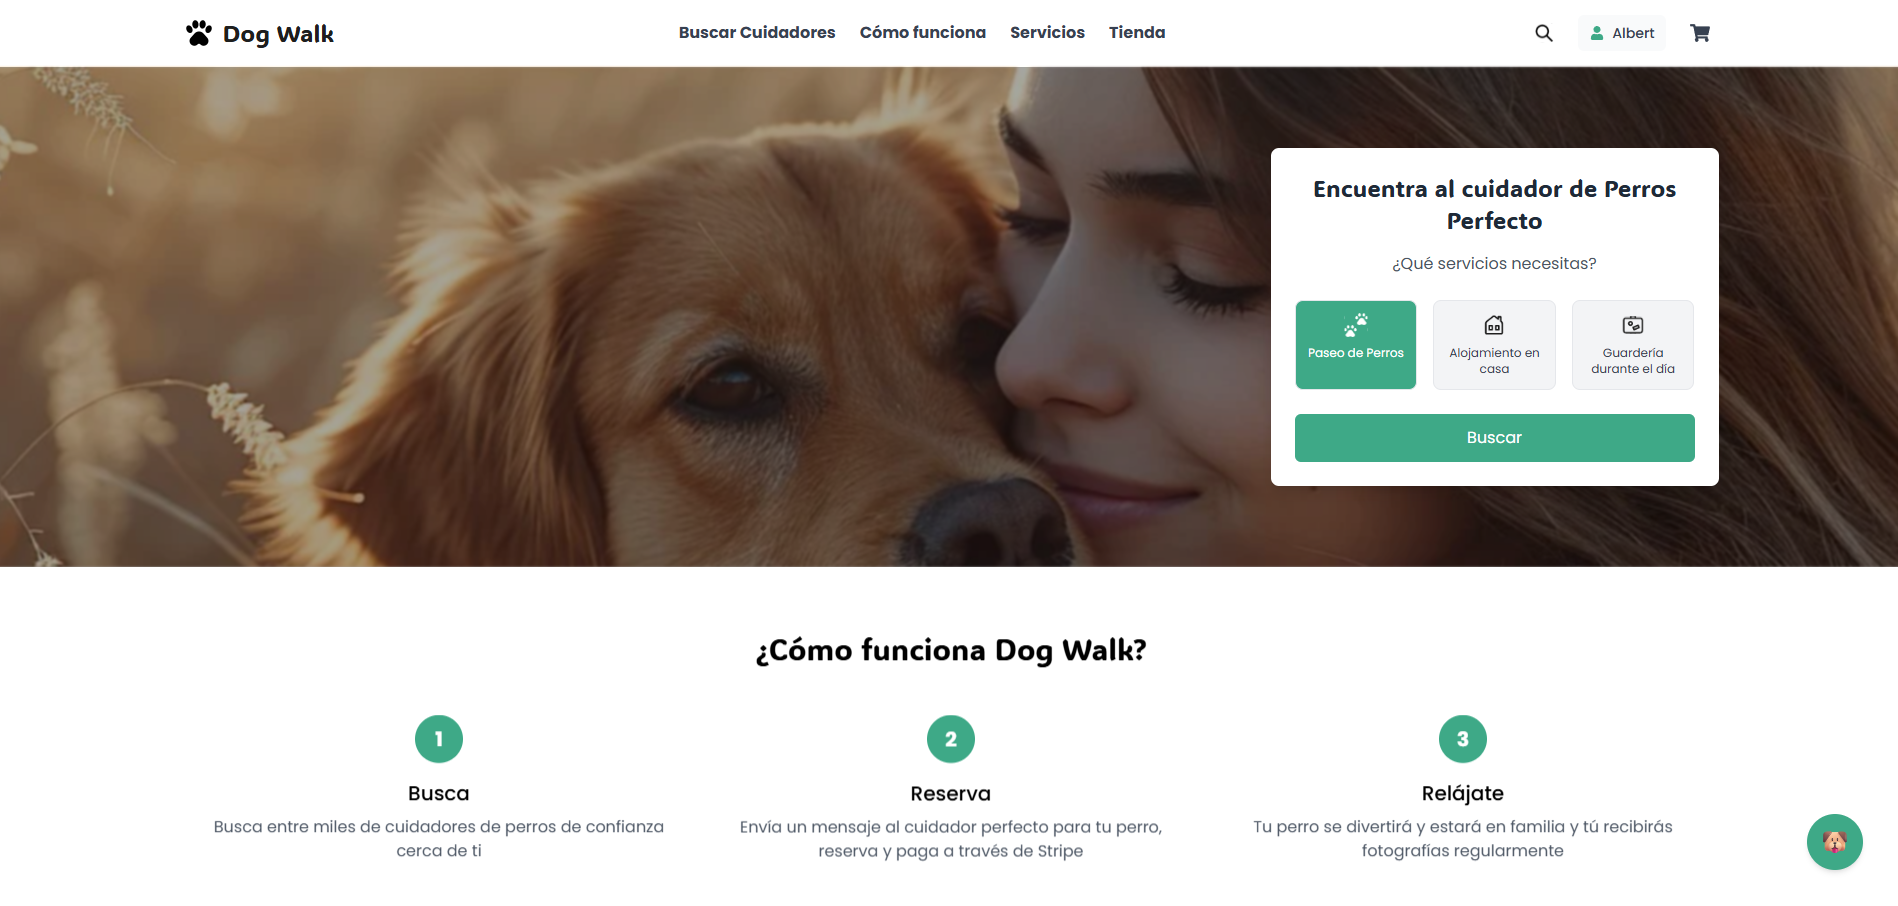 Dog Walk
Buscar Cuidadores
Cómo funciona
Servicios
Tienda
Albert
Encuentra al cuidador de Perros
Perfecto
¿Qué servicios necesitas?
Paseo de Perros
Alojamiento en
casa
Guardería
durante el día
Buscar
¿Cómo funciona Dog Walk?
1
Busca
Busca entre miles de cuidadores de perros de confianza
cerca de ti
2
Reserva
Envía un mensaje al cuidador perfecto para tu perro,
reserva y paga a través de Stripe
3
Relájate
Tu perro se divertirá y estará en familia y tú recibirás
fotografías regularmente